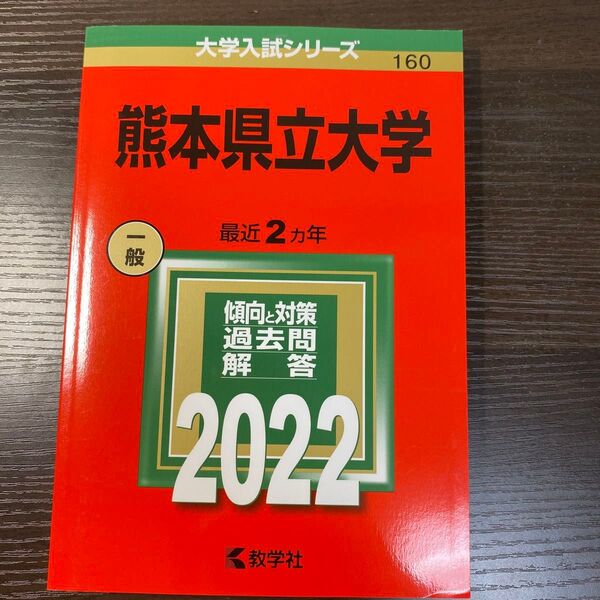 大学入試シリーズ
160
熊本県立大学
最近2カ年
一般
傾向と対策
過去問
解答
2022
教学社